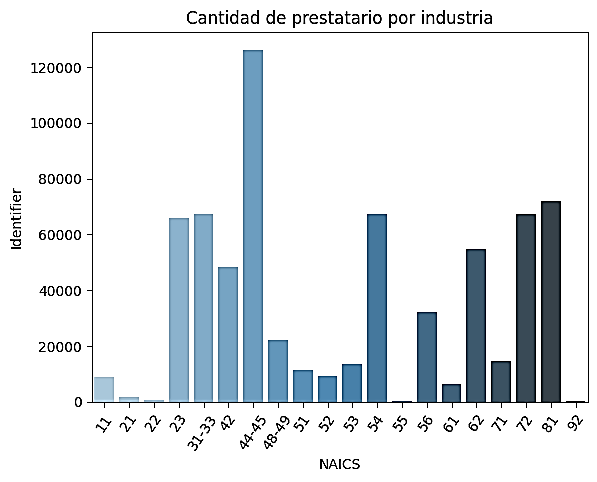 Cantidad de prestatario por industria
Identifier
120000
100000
80000
60000
40000
20000
0
11 21 22 23 31-33 42 44-45 48-49 51 52 53 54 55 56 61 62 71 72 81 92
NAICS